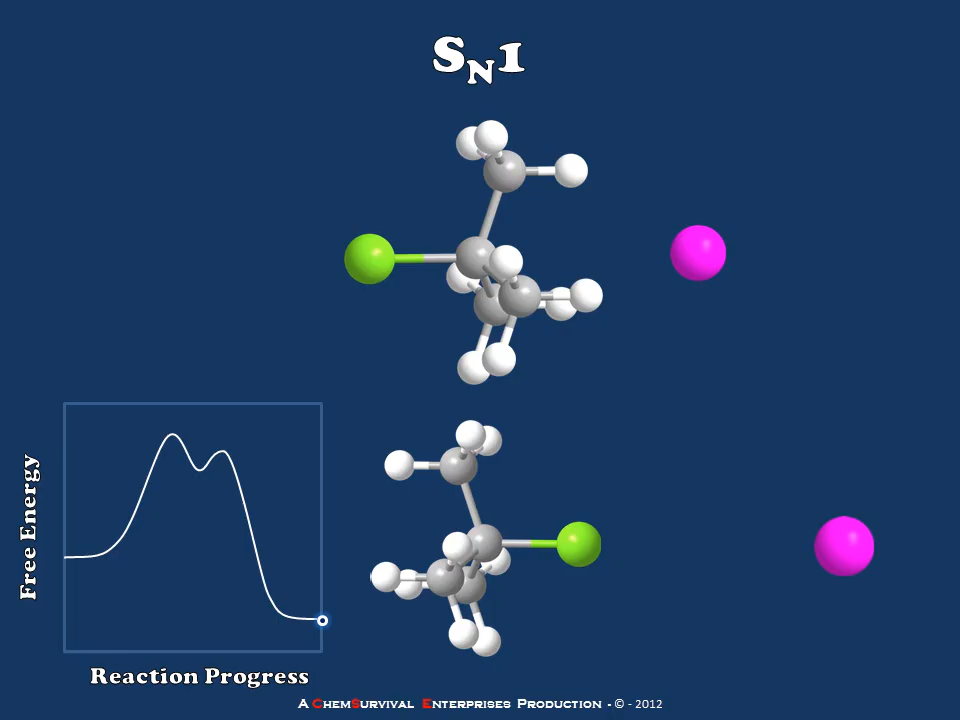 SN1
Free Energy
Reaction Progress
A ChemSurvival Enterprises Production - © - 2012